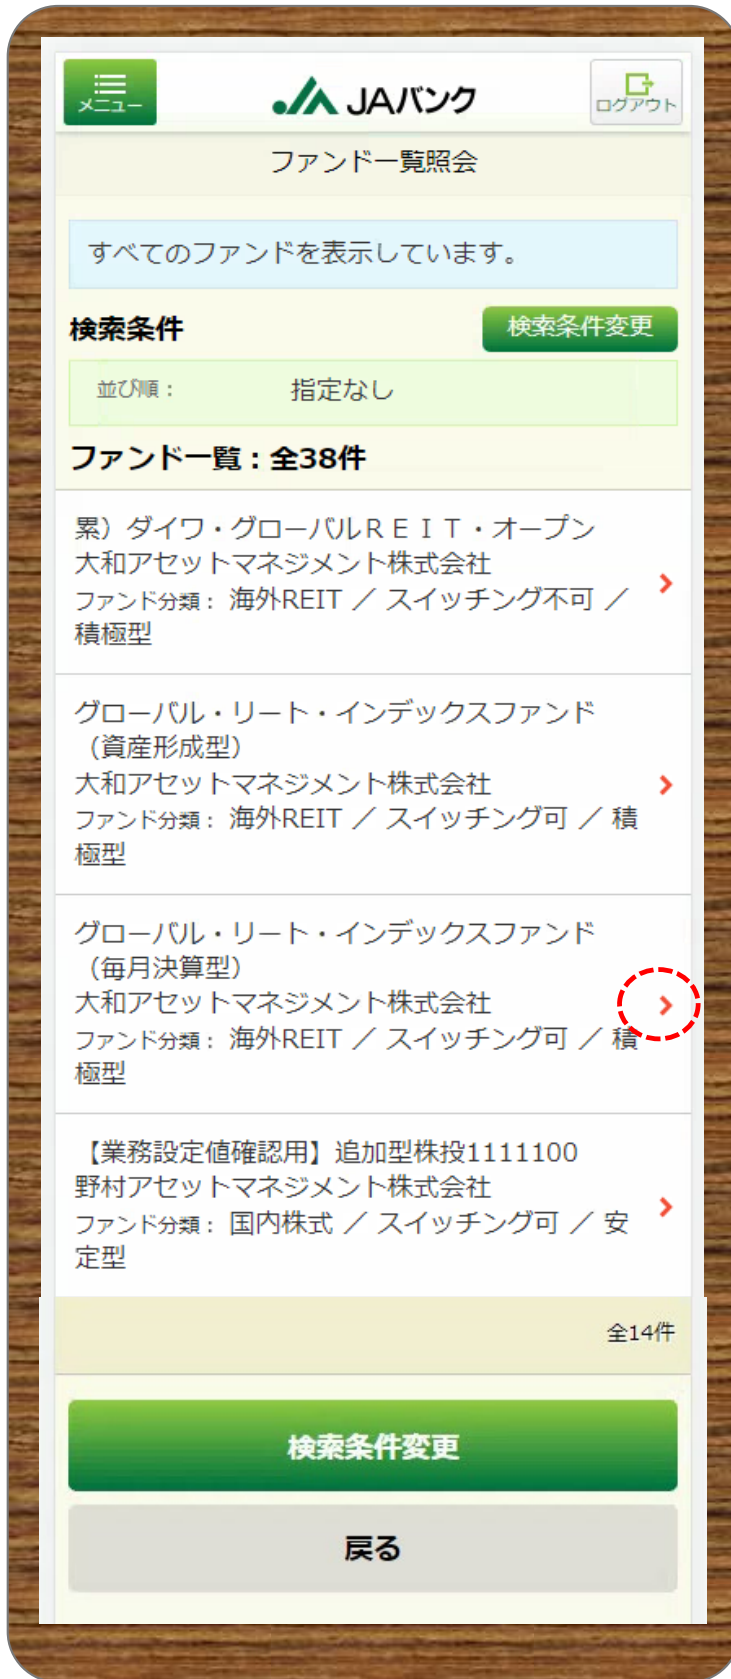 メニュー
JAバンク
ログアウト
ファンド一覧照会
すべてのファンドを表示しています。
検索条件
検索条件変更
並び順：
指定なし
ファンド一覧：全38件
累）ダイワ・グローバルＲＥＩＴ・オープン
大和アセットマネジメント株式会社
ファンド分類： 海外REIT ／ スイッチング不可 ／
積極型
グローバル・リート・インデックスファンド
（資産形成型）
大和アセットマネジメント株式会社
ファンド分類： 海外REIT ／ スイッチング可 ／ 積
極型
グローバル・リート・インデックスファンド
（毎月決算型）
大和アセットマネジメント株式会社
ファンド分類： 海外REIT ／ スイッチング可 ／ 積
極型
【業務設定値確認用】追加型株投1111100
野村アセットマネジメント株式会社
ファンド分類： 国内株式 ／ スイッチング可 ／ 安
定型
全14件
検索条件変更
戻る